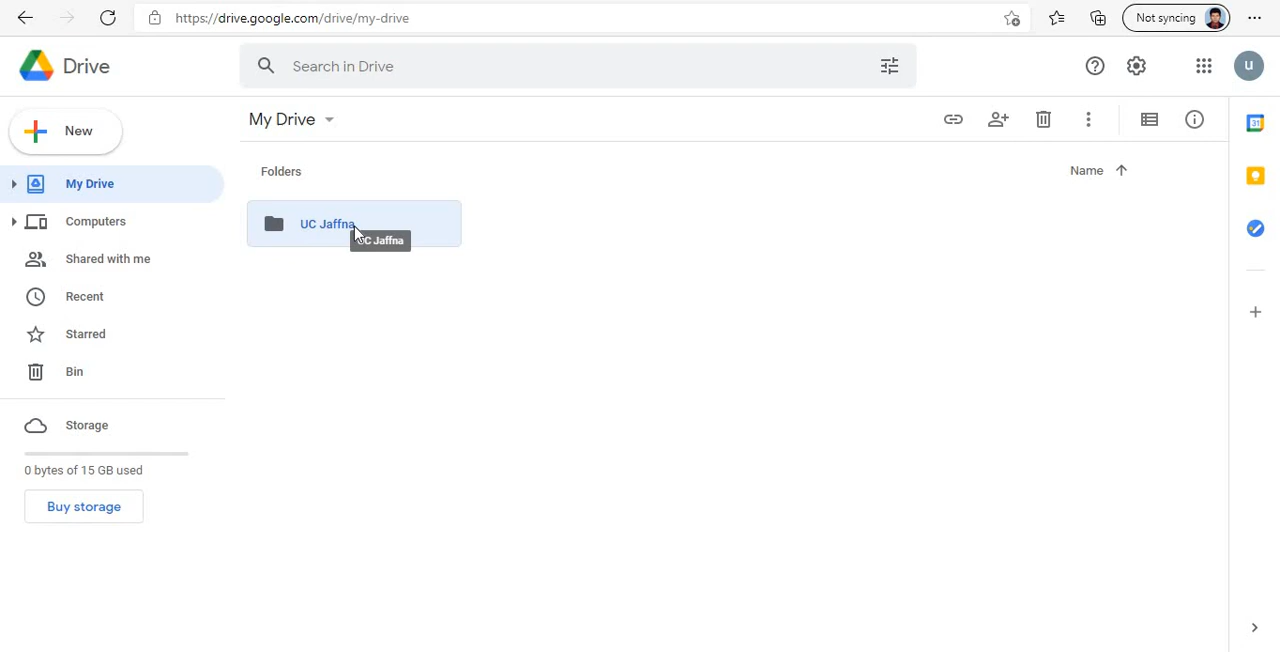 https://drive.google.com/drive/my-drive
Not syncing
Drive
Search in Drive
U
New
My Drive
Folders
Name
31
My Drive
UC Jaffna
UC Jaffna
Computers
Shared with me
Recent
Starred
Bin
Storage
0 bytes of 15 GB used
Buy storage